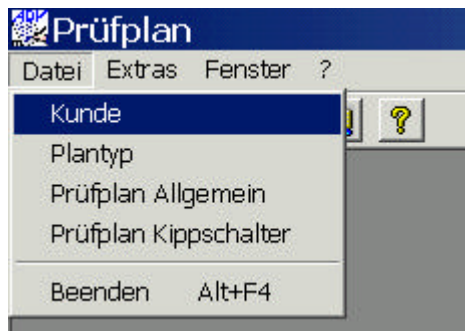 Prüfplan
Datei Extras Fenster ?
Kunde
Plantyp
Prüfplan Allgemein
Prüfplan Kippschalter
Beenden Alt+F4